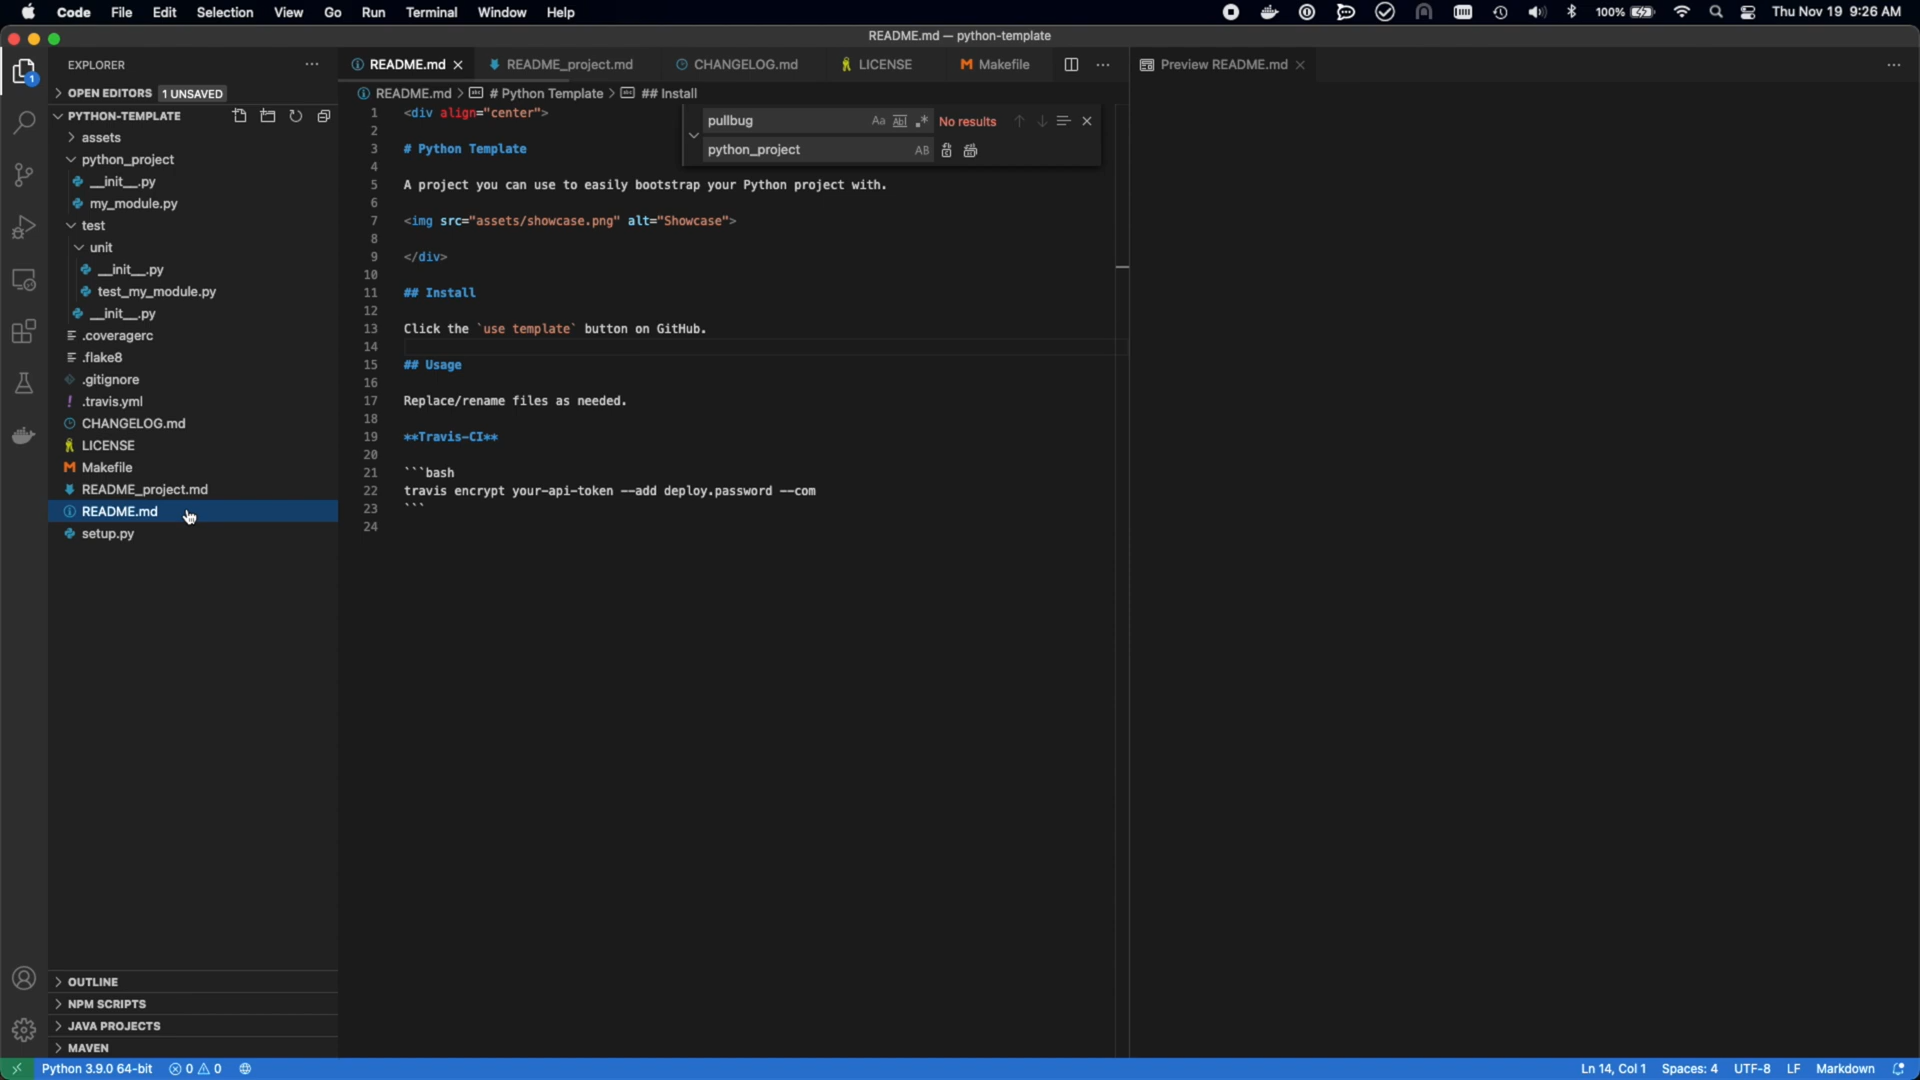 Code File Edit Selection View Go Run Terminal Window Help 100% Thu Nov 19 9:26 AM
README.md — python-template
EXPLORER
OPEN EDITORS 1 UNSAVED
PYTHON-TEMPLATE
assets
python_project
__init__.py
my_module.py
test
unit
__init__.py
test_my_module.py
__init__.py
.coveragerc
.flake8
.gitignore
.travis.yml
CHANGELOG.md
LICENSE
Makefile
README_project.md
README.md
setup.py
OUTLINE
NPM SCRIPTS
JAVA PROJECTS
MAVEN
README.md README_project.md CHANGELOG.md LICENSE Makefile
README.md > # Python Template > ## Install
pullbug Aa Abl .* No results
python_project AB
1 <div align="center">
2
3 # Python Template
4
5 A project you can use to easily bootstrap your Python project with.
6
7 <img src="assets/showcase.png" alt="Showcase">
8
9 </div>
10
11 ## Install
12
13 Click the `use template` button on GitHub.
14
15 ## Usage
16
17 Replace/rename files as needed.
18
19 **Travis-CI**
20
21 ```bash
22 travis encrypt your-api-token --add deploy.password --com
23 ```
24
Preview README.md
Python 3.9.0 64-bit 0 0 Ln 14, Col 1 Spaces: 4 UTF-8 LF Markdown